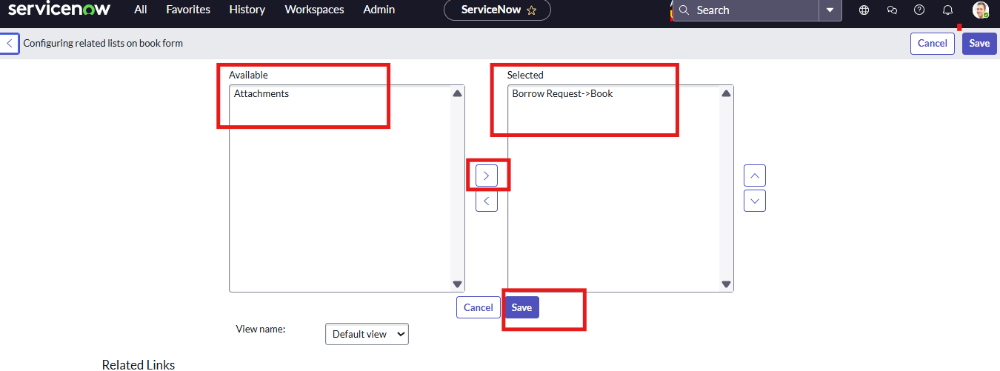 servicenow All Favorites History Workspaces Admin ServiceNow Search
Configuring related lists on book form Cancel Save
Available Selected
Attachments Borrow Request->Book
Cancel Save
View name: Default view
Related Links